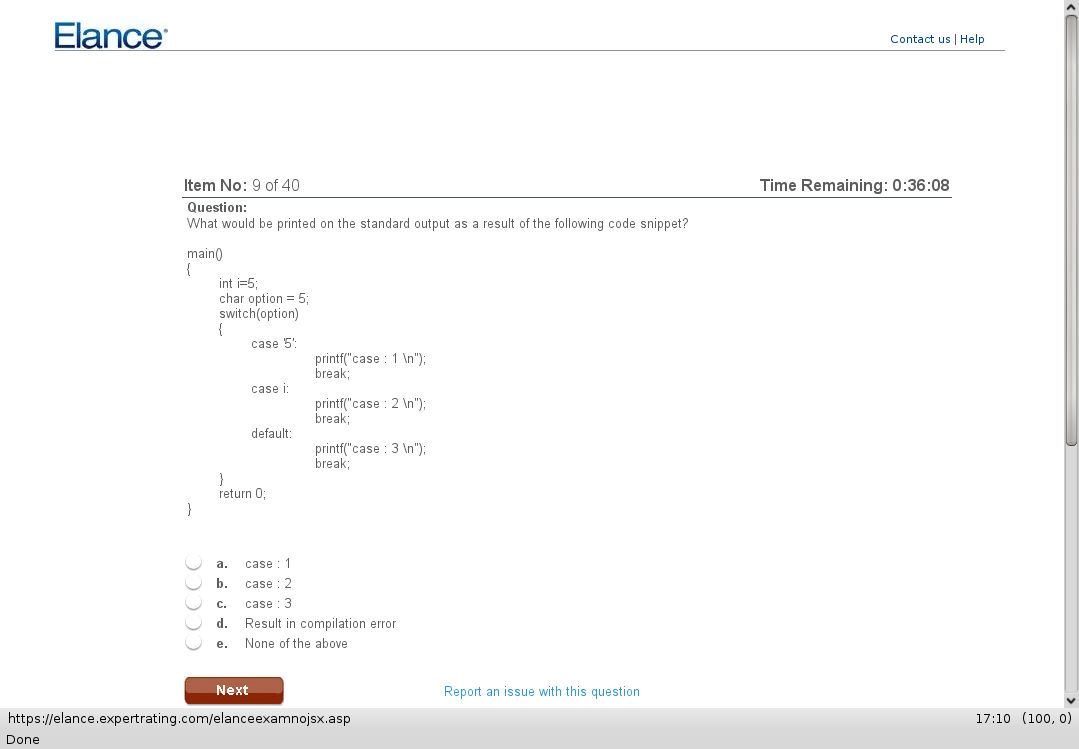 Elance
Contact us | Help
Item No: 9 of 40
Time Remaining: 0:36:08
Question:
What would be printed on the standard output as a result of the following code snippet?
main()
{
int i=5;
char option = 5;
switch(option)
{
case '5':
printf("case : 1 \n");
break;
case i:
printf("case : 2 \n");
break;
default:
printf("case : 3 \n");
break;
}
return 0;
}
a. case : 1
b. case : 2
c. case : 3
d. Result in compilation error
e. None of the above
Next
Report an issue with this question
https://elance.expertrating.com/elanceexamnojsx.asp
17:10 (100, 0)
Done